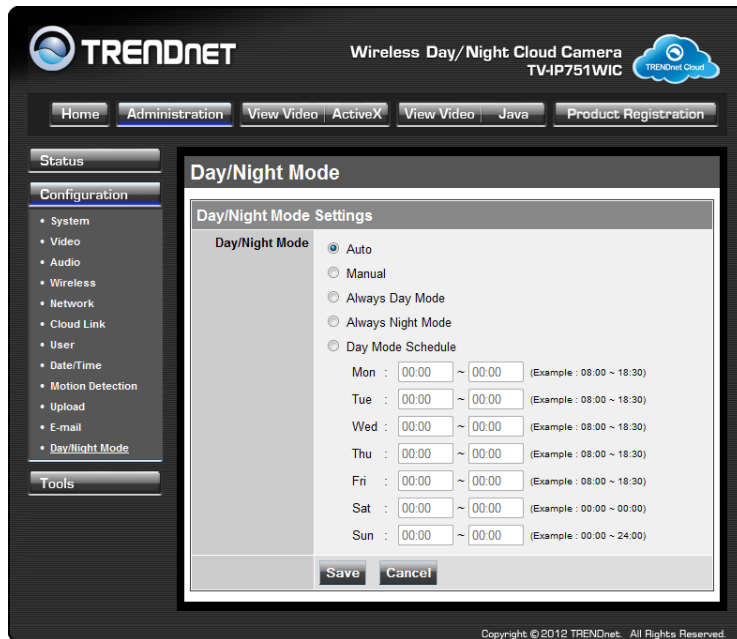 TRENDNET
Wireless Day/Night Cloud Camera
TV-IP751WIC
TRENDnet Cloud
Home Administration View Video ActiveX View Video Java Product Registration
Status
Configuration
• System
• Video
• Audio
• Wireless
• Network
• Cloud Link
• User
• Date/Time
• Motion Detection
• Upload
• E-mail
• Day/Night Mode
Tools
Day/Night Mode
Day/Night Mode Settings
Day/Night Mode
Auto
Manual
Always Day Mode
Always Night Mode
Day Mode Schedule
Mon : 00:00 ~ 00:00 (Example : 08:00 ~ 18:30)
Tue : 00:00 ~ 00:00 (Example : 08:00 ~ 18:30)
Wed : 00:00 ~ 00:00 (Example : 08:00 ~ 18:30)
Thu : 00:00 ~ 00:00 (Example : 08:00 ~ 18:30)
Fri : 00:00 ~ 00:00 (Example : 08:00 ~ 18:30)
Sat : 00:00 ~ 00:00 (Example : 00:00 ~ 00:00)
Sun : 00:00 ~ 00:00 (Example : 00:00 ~ 24:00)
Save Cancel
Copyright © 2012 TRENDnet. All Rights Reserved.